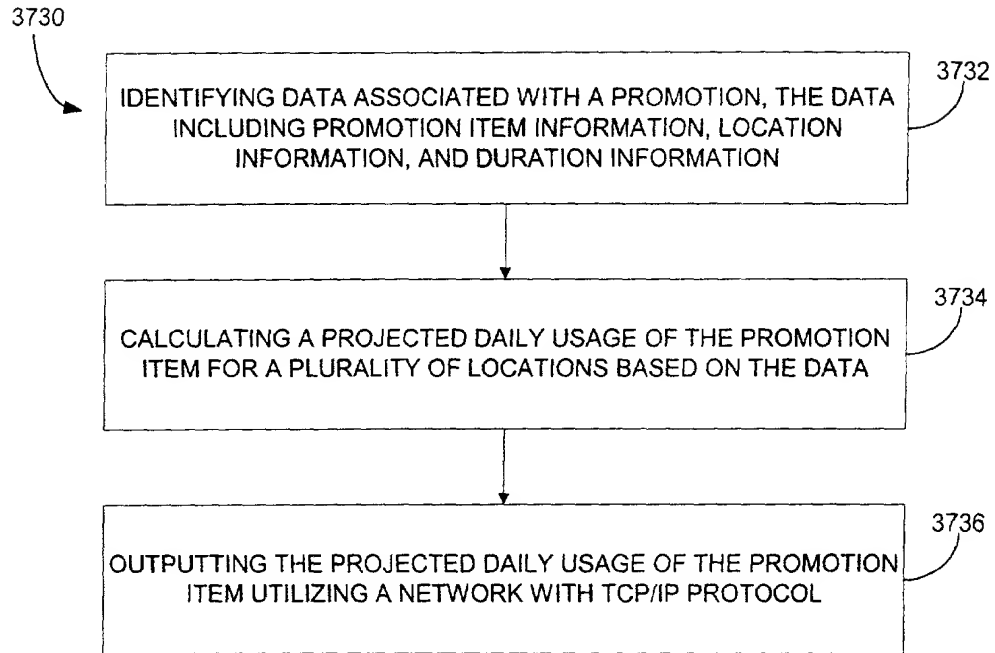 3730
3732
IDENTIFYING DATA ASSOCIATED WITH A PROMOTION, THE DATA
INCLUDING PROMOTION ITEM INFORMATION, LOCATION
INFORMATION, AND DURATION INFORMATION
3734
CALCULATING A PROJECTED DAILY USAGE OF THE PROMOTION
ITEM FOR A PLURALITY OF LOCATIONS BASED ON THE DATA
3736
OUTPUTTING THE PROJECTED DAILY USAGE OF THE PROMOTION
ITEM UTILIZING A NETWORK WITH TCP/IP PROTOCOL